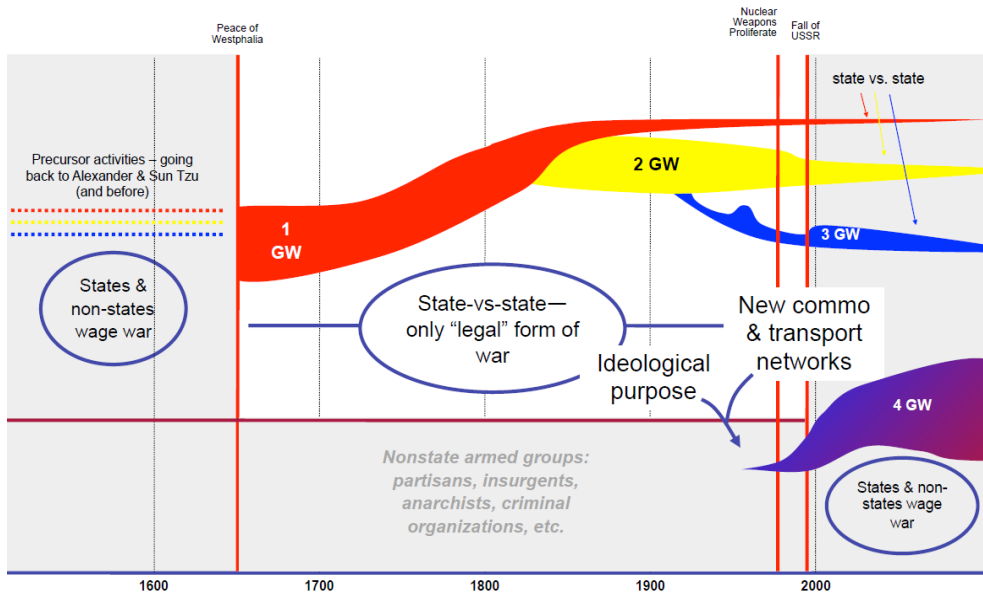 Peace of
Westphalia
Nuclear
Weapons
Proliferate
Fall of
USSR
state vs. state
Precursor activities – going
back to Alexander & Sun Tzu
(and before)
1
GW
2 GW
3 GW
States &
non-states
wage war
State-vs-state—
only “legal” form of
war
New commo
& transport
networks
Ideological
purpose
4 GW
Nonstate armed groups:
partisans, insurgents,
anarchists, criminal
organizations, etc.
States & non-
states wage
war
1600
1700
1800
1900
2000